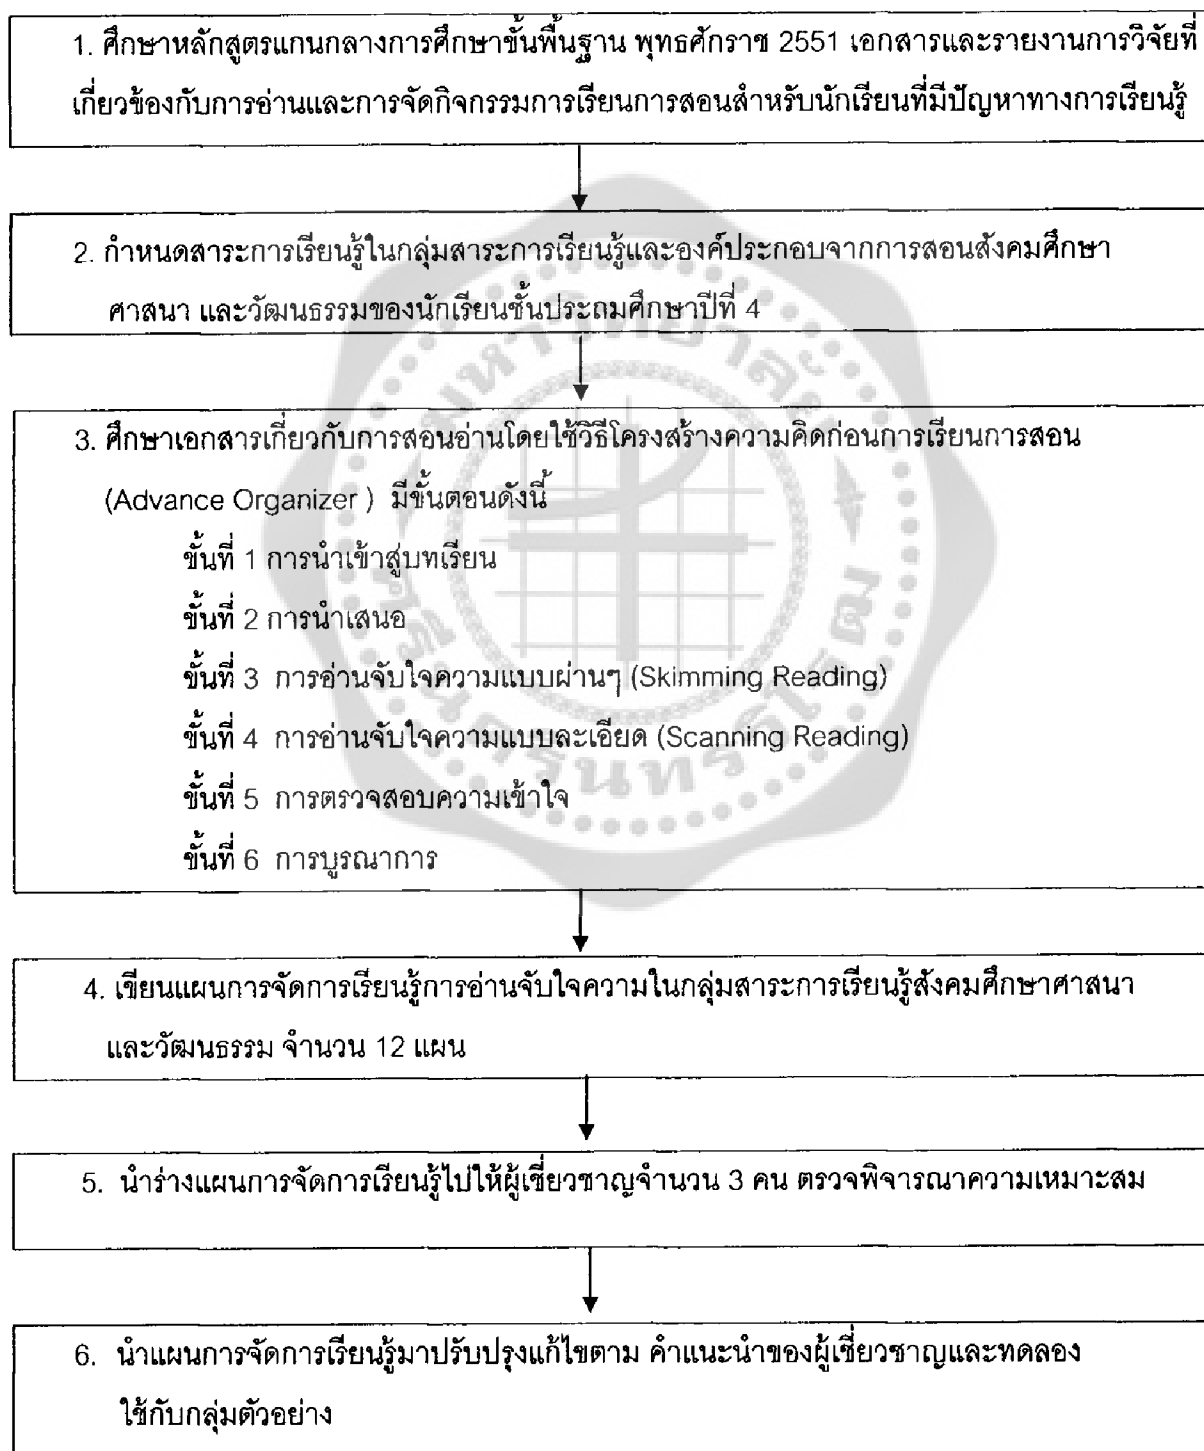 1. ศึกษาหลักสูตรแกนกลางการศึกษาขั้นพื้นฐาน พุทธศักราช 2551 เอกสารและรายงานการวิจัยที่
เกี่ยวข้องกับการอ่านและการจัดกิจกรรมการเรียนการสอนสำหรับนักเรียนที่มีปัญหาทางการเรียนรู้
2. กำหนดสาระการเรียนรู้ในกลุ่มสาระการเรียนรู้และองค์ประกอบจากการสอนสังคมศึกษา
ศาสนา และวัฒนธรรมของนักเรียนชั้นประถมศึกษาปีที่ 4
3. ศึกษาเอกสารเกี่ยวกับการสอนอ่านโดยใช้วิธีโครงสร้างความคิดก่อนการเรียนการสอน
(Advance Organizer ) มีขั้นตอนดังนี้
ขั้นที่ 1 การนำเข้าสู่บทเรียน
ขั้นที่ 2 การนำเสนอ
ขั้นที่ 3 การอ่านจับใจความแบบผ่านๆ (Skimming Reading)
ขั้นที่ 4 การอ่านจับใจความแบบละเอียด (Scanning Reading)
ขั้นที่ 5 การตรวจสอบความเข้าใจ
ขั้นที่ 6 การบูรณาการ
4. เขียนแผนการจัดการเรียนรู้การอ่านจับใจความในกลุ่มสาระการเรียนรู้สังคมศึกษาศาสนา
และวัฒนธรรม จำนวน 12 แผน
5. นำร่างแผนการจัดการเรียนรู้ไปให้ผู้เชี่ยวชาญจำนวน 3 คน ตรวจพิจารณาความเหมาะสม
6. นำแผนการจัดการเรียนรู้มาปรับปรุงแก้ไขตาม คำแนะนำของผู้เชี่ยวชาญและทดลอง
ใช้กับกลุ่มตัวอย่าง
มหาวิทยาลัย
ศรีนครินทรวิโรฒ